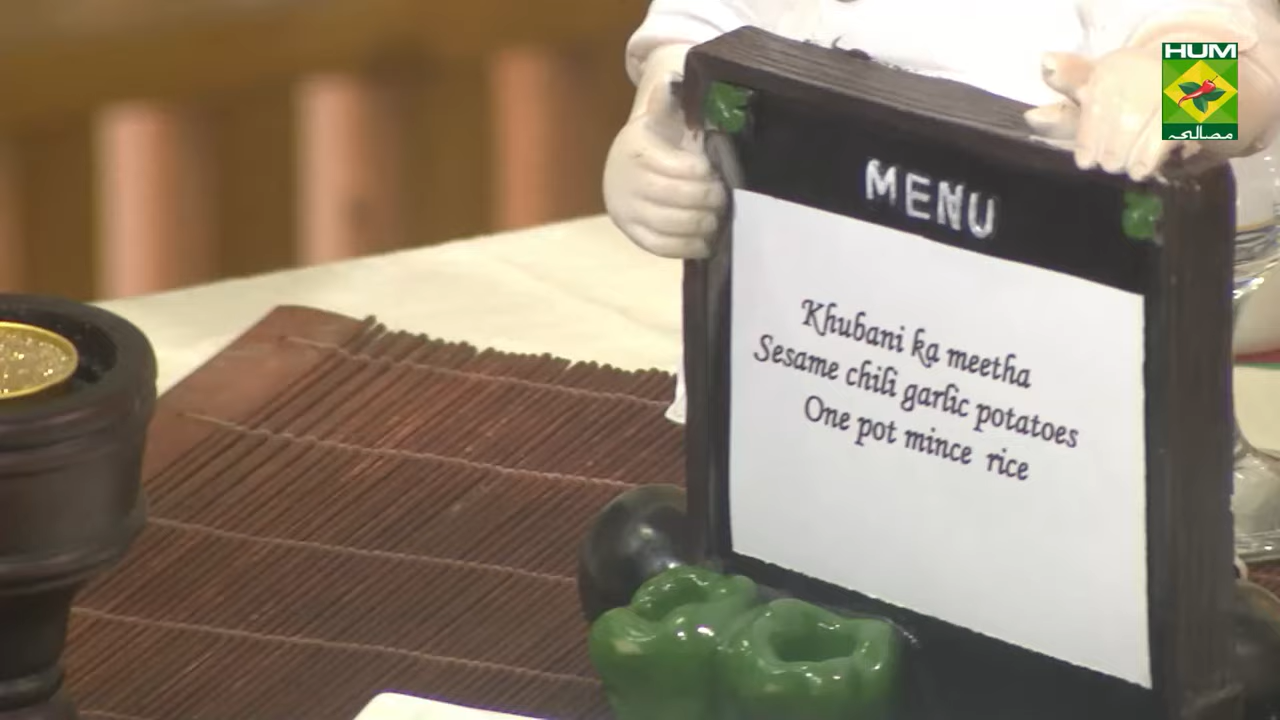 HUM
مصالحہ
MENU
Khubani ka meetha
Sesame chili garlic potatoes
One pot mince rice